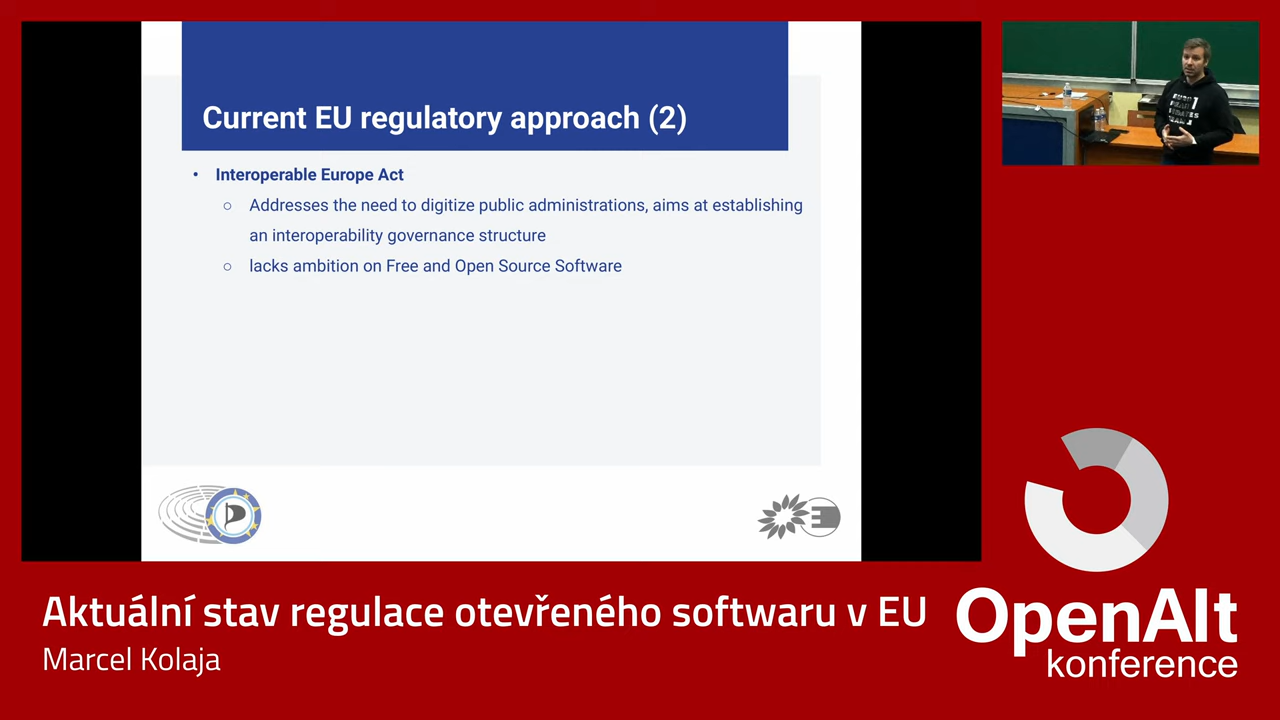 Current EU regulatory approach (2)
• Interoperable Europe Act
○ Addresses the need to digitize public administrations, aims at establishing
an interoperability governance structure
○ lacks ambition on Free and Open Source Software
Aktuální stav regulace otevřeného softwaru v EU
Marcel Kolaja
OpenAlt
konference